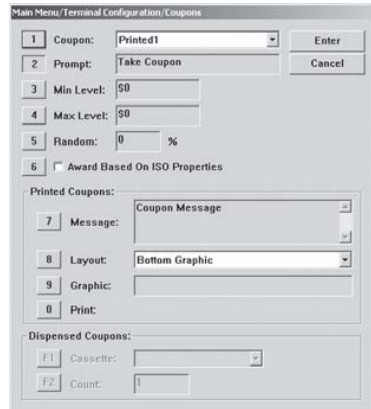 Main Menu/Terminal Configuration/Coupons
1 Coupon: Printed1 Enter
2 Prompt: Take Coupon Cancel
3 Min Level: $0
4 Max Level: $0
5 Random: 0 %
6 Award Based On ISO Properties
Printed Coupons:
7 Message: Coupon Message
8 Layout: Bottom Graphic
9 Graphic:
0 Print:
Dispensed Coupons:
F1 Cassette:
F2 Count: 1